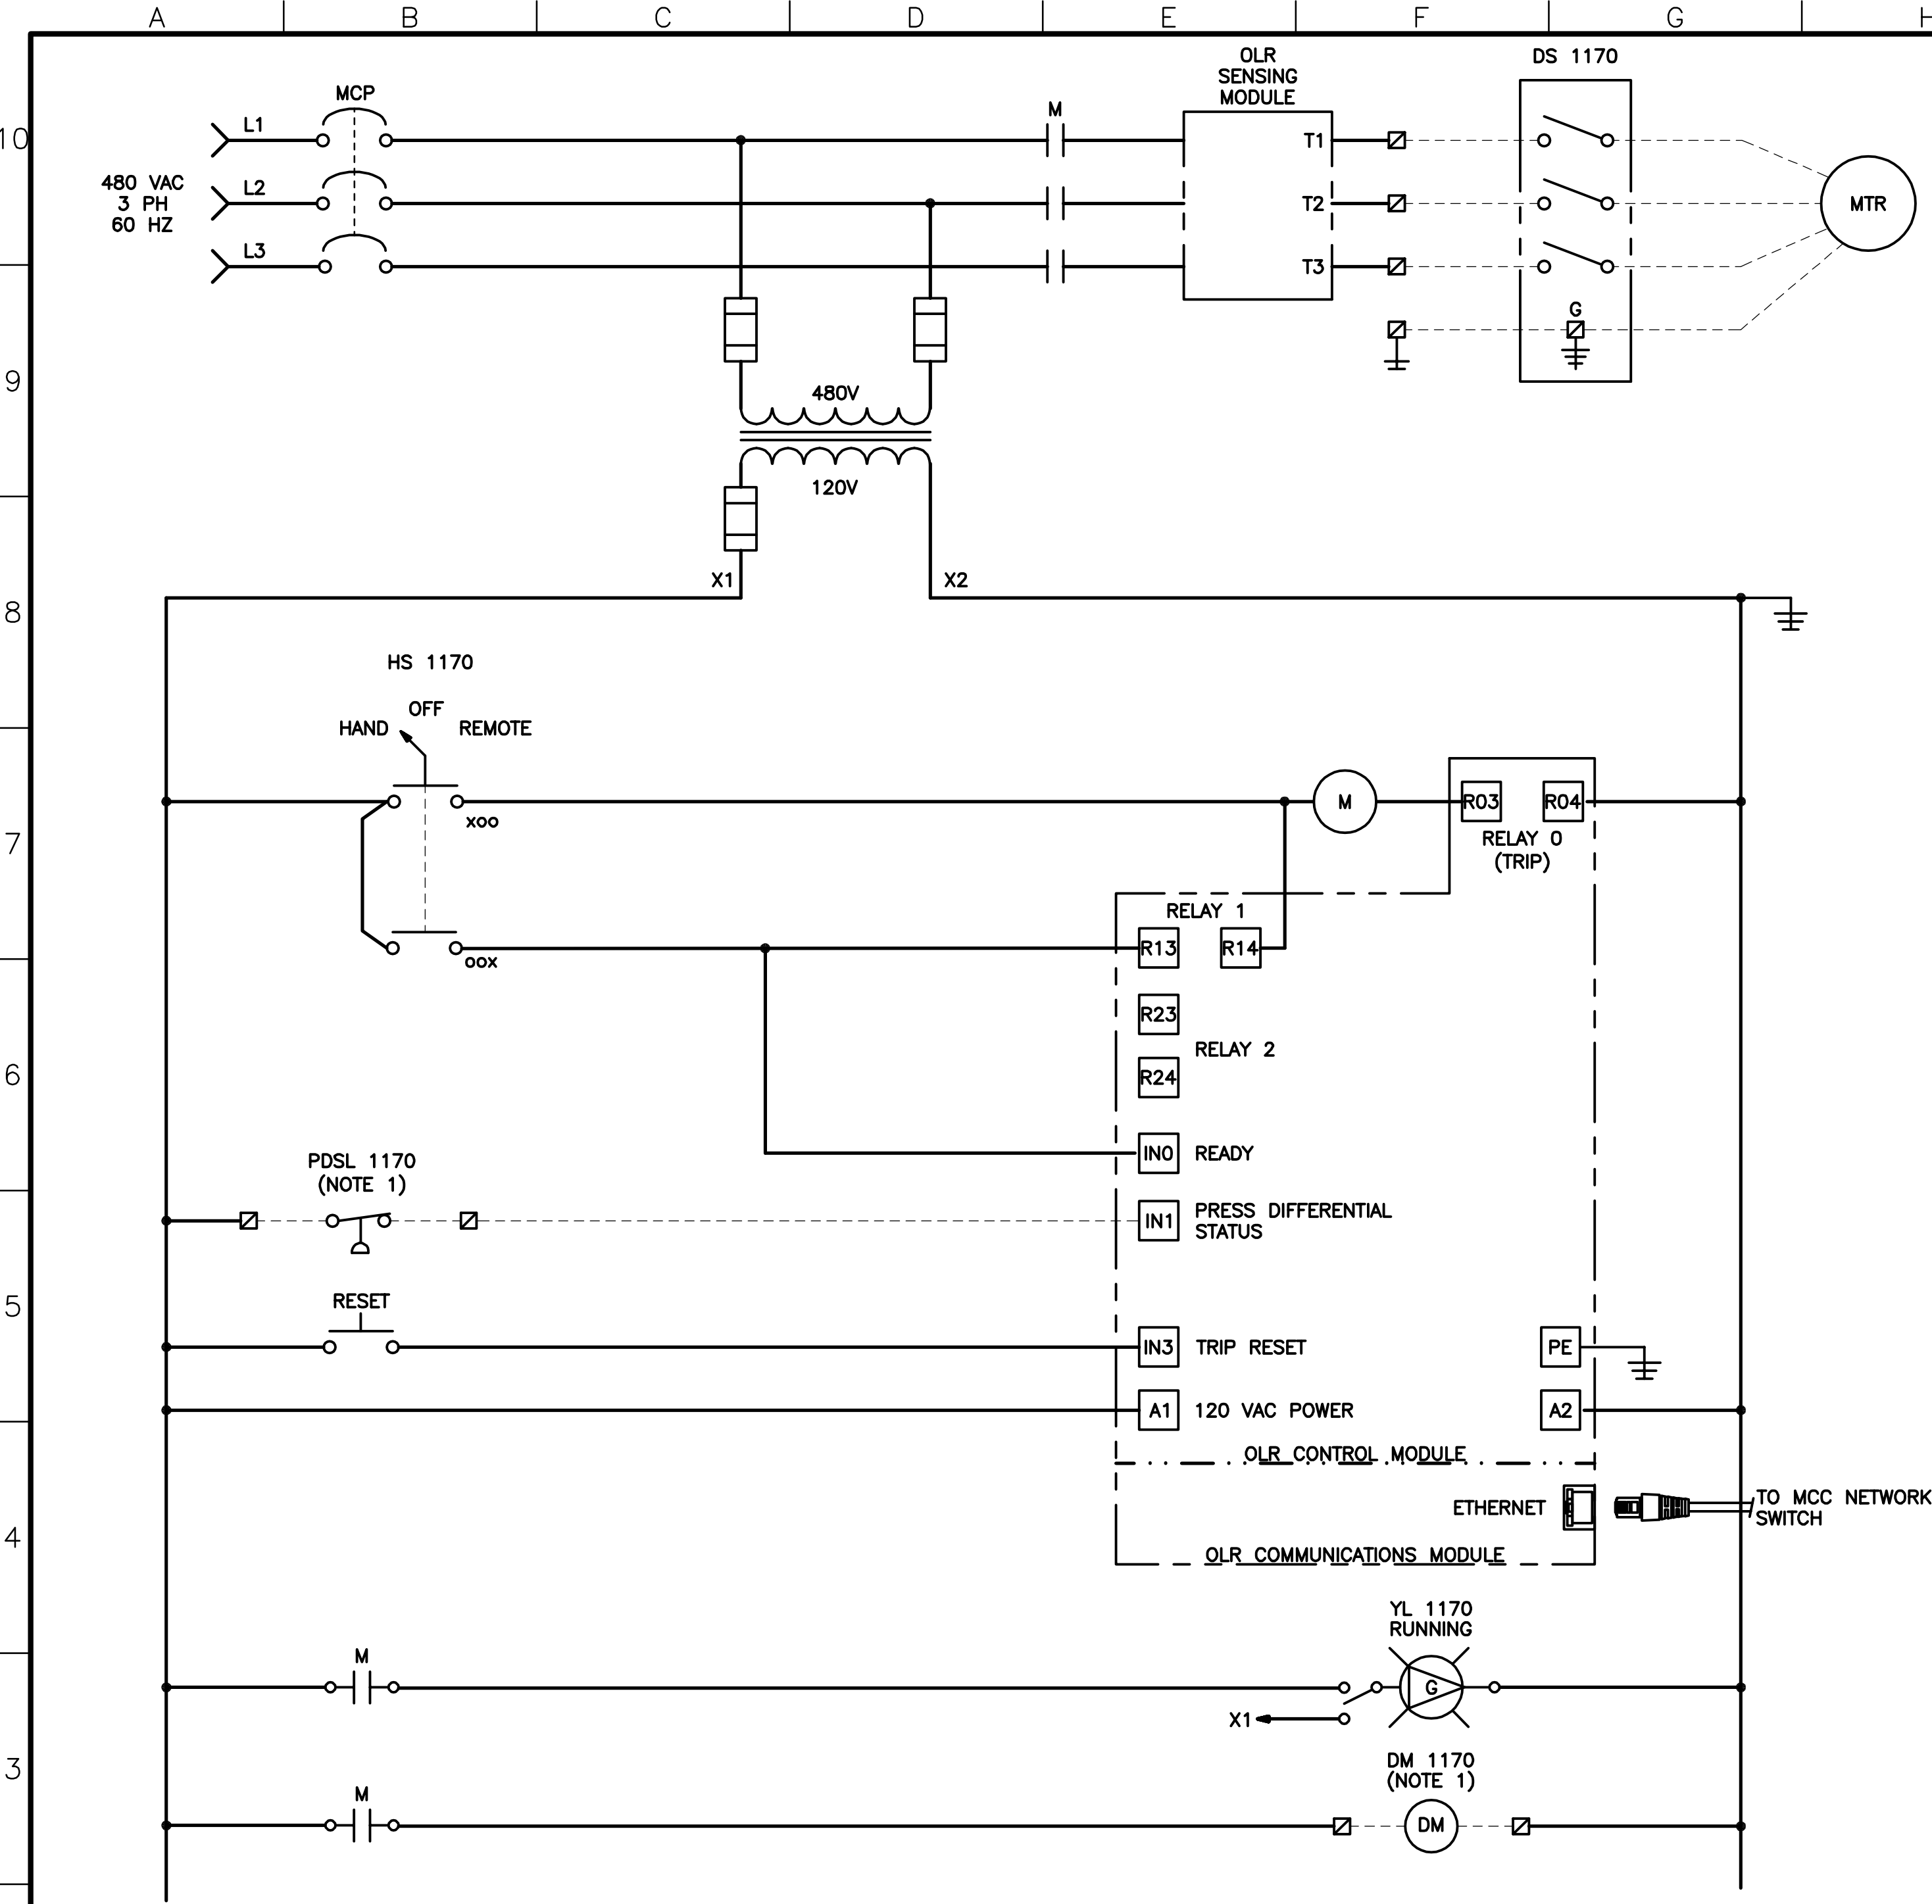 A B C D E F G H
10
9
8
7
6
5
4
3
MCP
L1
L2
L3
480 VAC
3 PH
60 HZ
M
OLR
SENSING
MODULE
T1
T2
T3
DS 1170
G
MTR
480V
120V
X1
X2
HS 1170
OFF
HAND
REMOTE
xoo
M
R03
R04
RELAY 0
(TRIP)
oox
RELAY 1
R13
R14
R23
RELAY 2
R24
IN0
READY
PDSL 1170
(NOTE 1)
IN1
PRESS DIFFERENTIAL
STATUS
RESET
IN3
TRIP RESET
PE
A1
120 VAC POWER
A2
OLR CONTROL MODULE
ETHERNET
TO MCC NETWORK
SWITCH
OLR COMMUNICATIONS MODULE
YL 1170
RUNNING
M
G
X1
DM 1170
(NOTE 1)
M
DM